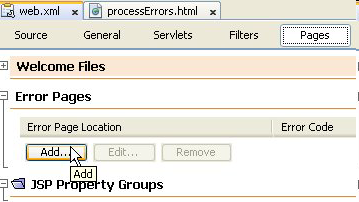 web.xml processErrors.html
Source General Servlets Filters Pages
Welcome Files
Error Pages
Error Page Location Error Code
Add... Edit... Remove
Add
JSP Property Groups